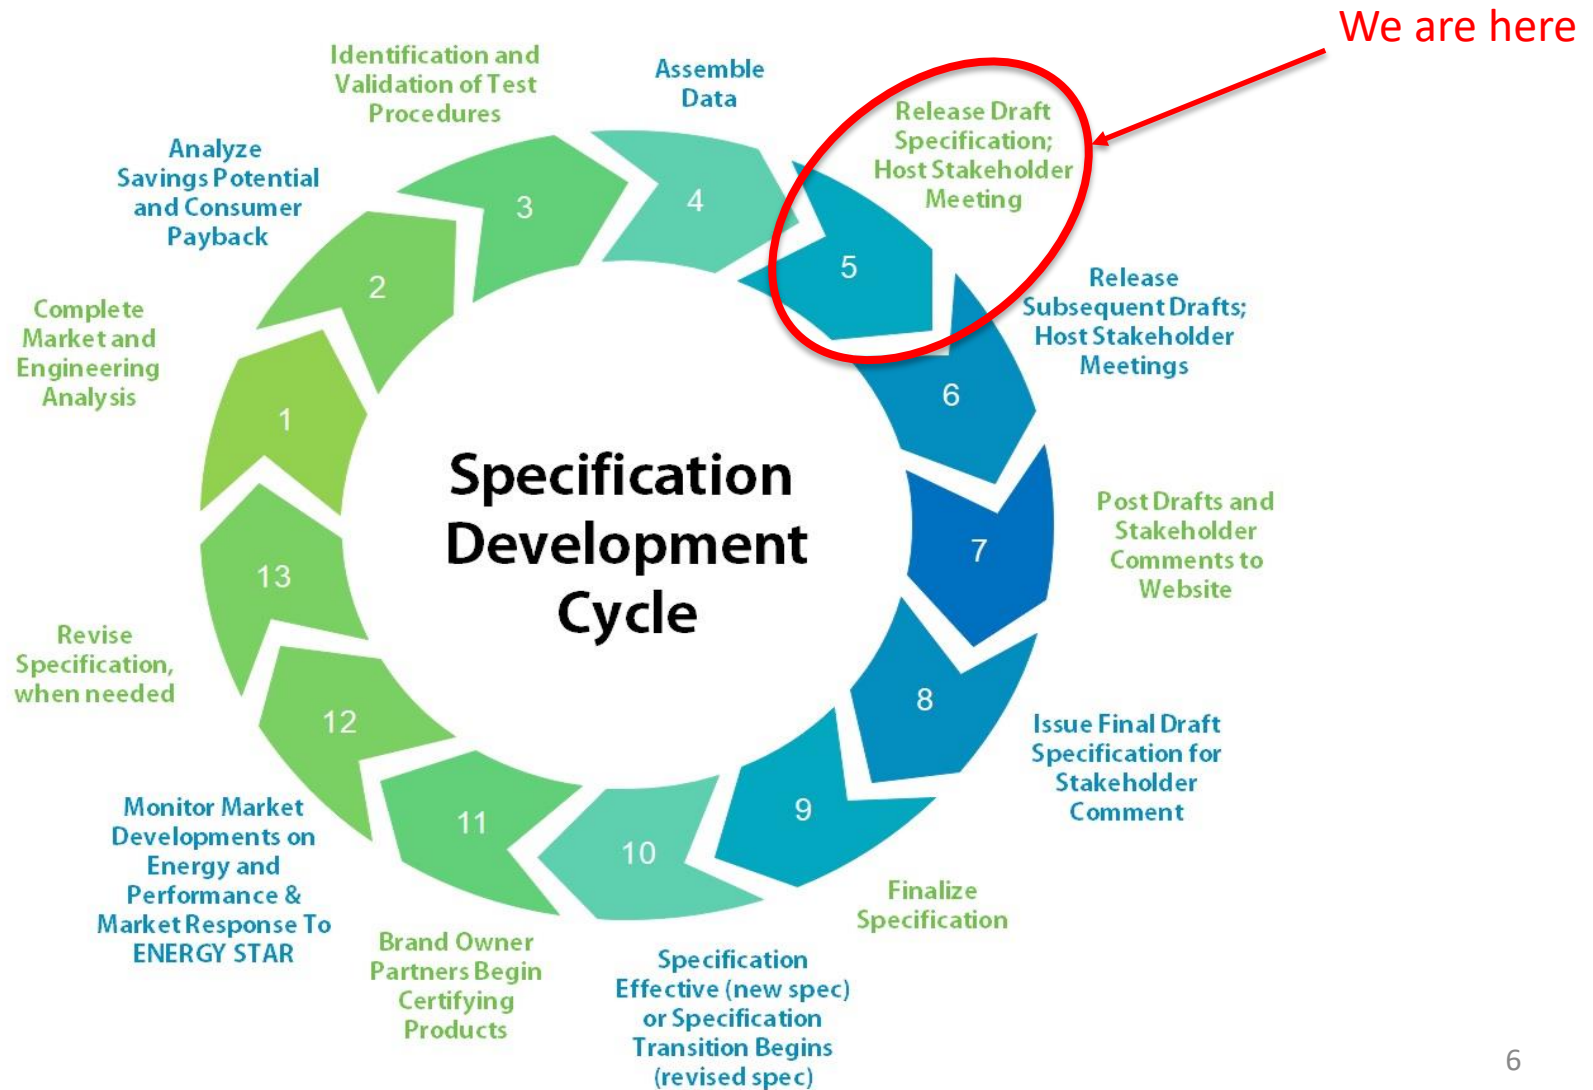 We are here
Identification and
Validation of Test
Procedures
Assemble
Data
Release Draft
Specification;
Host Stakeholder
Meeting
Analyze
Savings Potential
and Consumer
Payback
3
4
5
2
Release
Subsequent Drafts;
Host Stakeholder
Meetings
Complete
Market and
Engineering
Analysis
1
6
Specification
Development
Cycle
Post Drafts and
Stakeholder
Comments to
Website
7
13
Revise
Specification,
when needed
12
8
Issue Final Draft
Specification for
Stakeholder
Comment
Monitor Market
Developments on
Energy and
Performance &
Market Response To
ENERGY STAR
11
10
9
Finalize
Specification
Brand Owner
Partners Begin
Certifying
Products
Specification
Effective (new spec)
or Specification
Transition Begins
(revised spec)
6